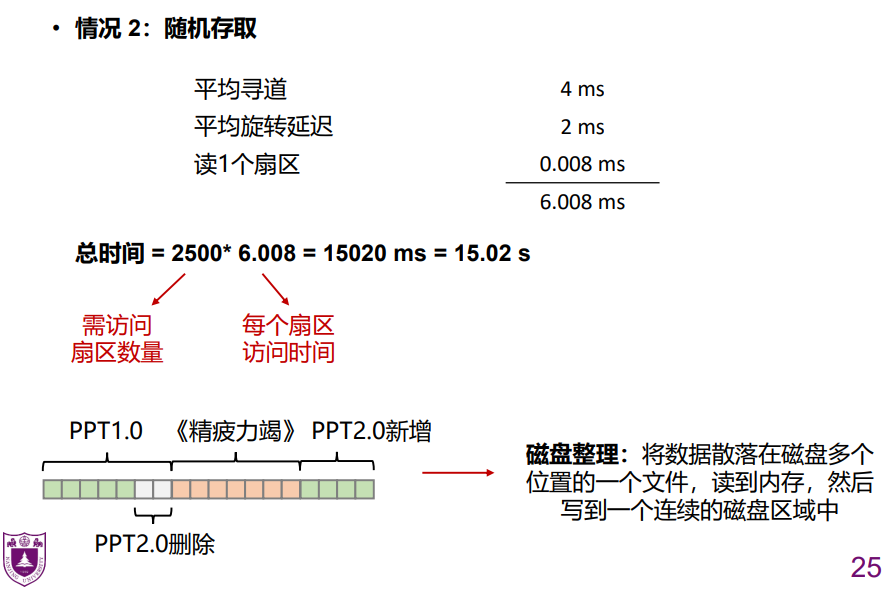 • 情况 2：随机存取
平均寻道 4 ms
平均旋转延迟 2 ms
读1个扇区 0.008 ms
6.008 ms
总时间 = 2500* 6.008 = 15020 ms = 15.02 s
需访问
扇区数量
每个扇区
访问时间
PPT1.0 《精疲力竭》 PPT2.0新增
PPT2.0删除
磁盘整理：将数据散落在磁盘多个
位置的一个文件，读到内存，然后
写到一个连续的磁盘区域中
25